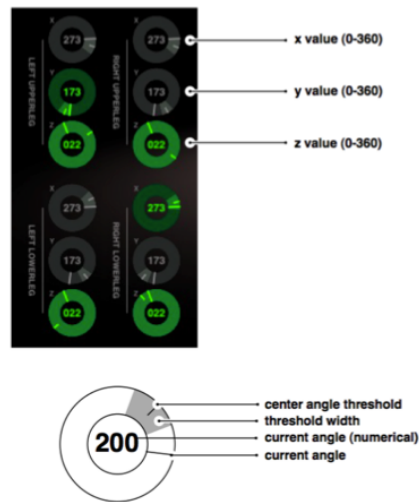 X
273
X
273
x value (0-360)
LEFT UPPERLEG
RIGHT UPPERLEG
Y
173
Y
173
y value (0-360)
Z
022
Z
022
z value (0-360)
X
273
X
273
LEFT LOWERLEG
RIGHT LOWERLEG
Y
173
Y
173
Z
022
Z
022
center angle threshold
threshold width
200
current angle (numerical)
current angle